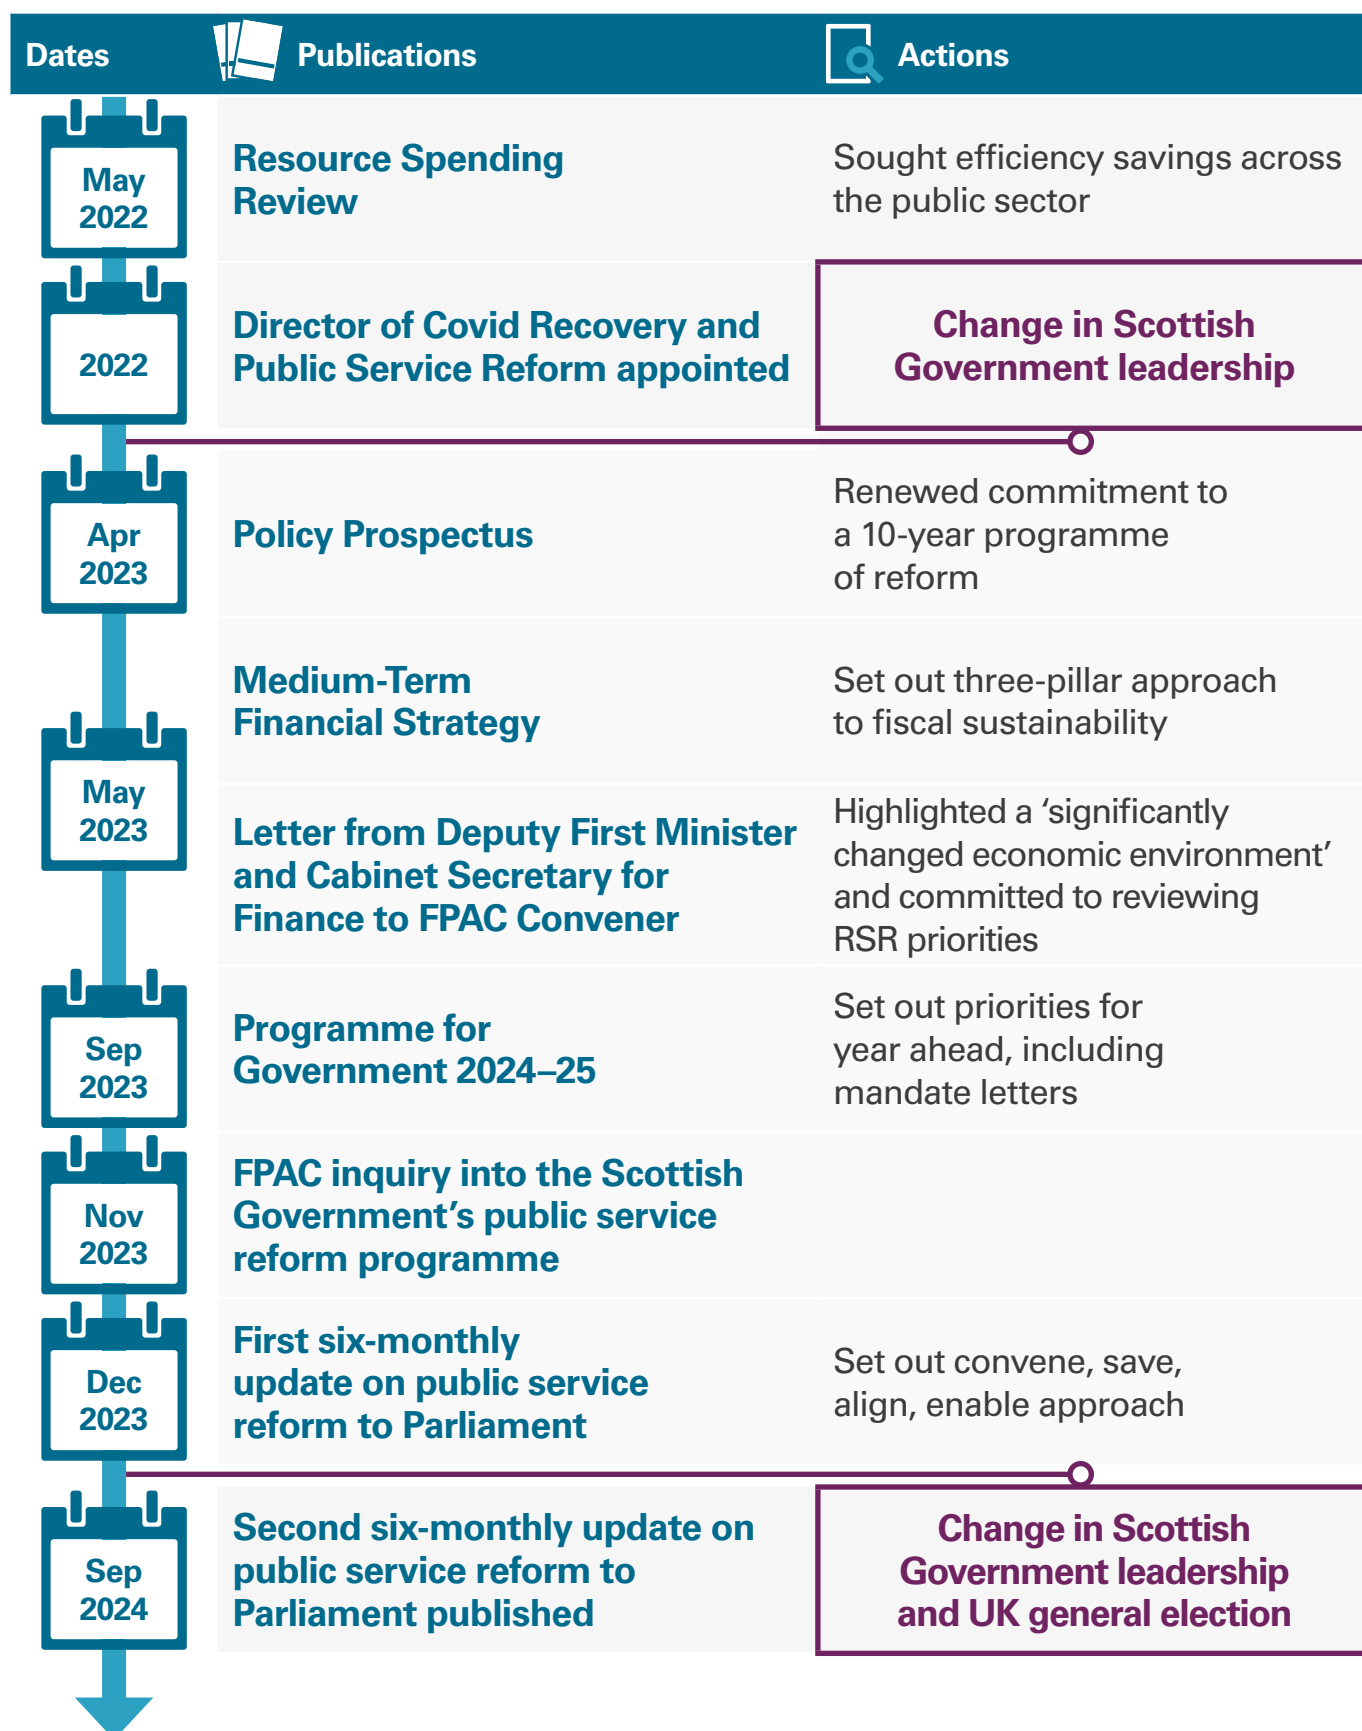 Dates
Publications
Actions
May
2022
Resource Spending
Review
Sought efficiency savings across
the public sector
2022
Director of Covid Recovery and
Public Service Reform appointed
Change in Scottish
Government leadership
Apr
2023
Policy Prospectus
Renewed commitment to
a 10-year programme
of reform
May
2023
Medium-Term
Financial Strategy
Set out three-pillar approach
to fiscal sustainability
Letter from Deputy First Minister
and Cabinet Secretary for
Finance to FPAC Convener
Highlighted a ‘significantly
changed economic environment’
and committed to reviewing
RSR priorities
Sep
2023
Programme for
Government 2024–25
Set out priorities for
year ahead, including
mandate letters
Nov
2023
FPAC inquiry into the Scottish
Government’s public service
reform programme
Dec
2023
First six-monthly
update on public service
reform to Parliament
Set out convene, save,
align, enable approach
Sep
2024
Second six-monthly update on
public service reform to
Parliament published
Change in Scottish
Government leadership
and UK general election